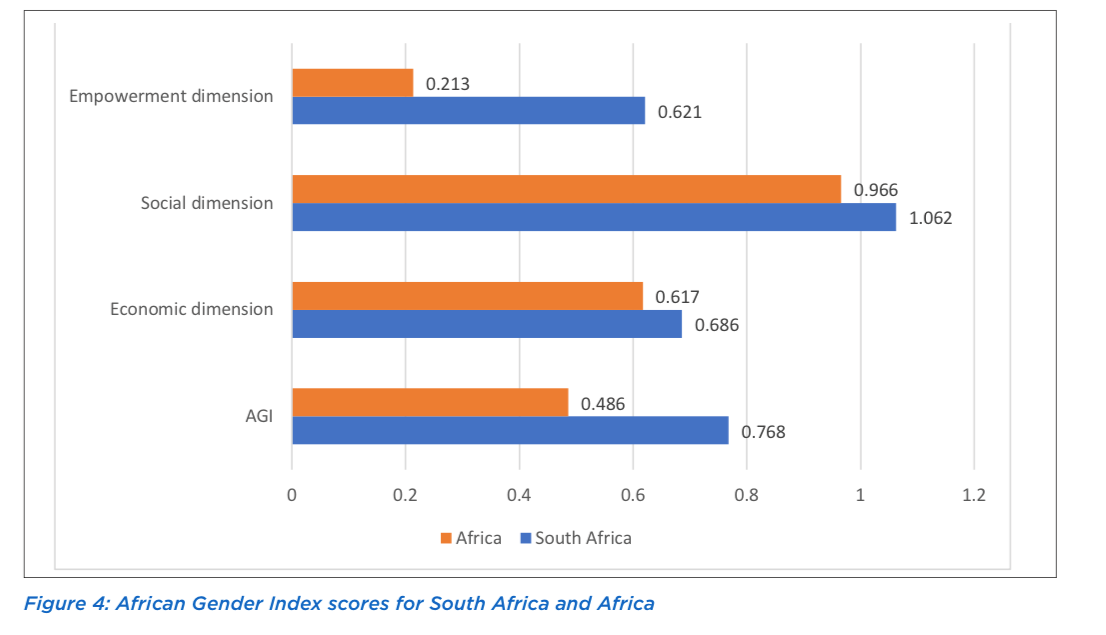 Empowerment dimension
0.213
0.621
Social dimension
0.966
1.062
Economic dimension
0.617
0.686
AGI
0.486
0.768
0 0.2 0.4 0.6 0.8 1 1.2
Africa South Africa
Figure 4: African Gender Index scores for South Africa and Africa